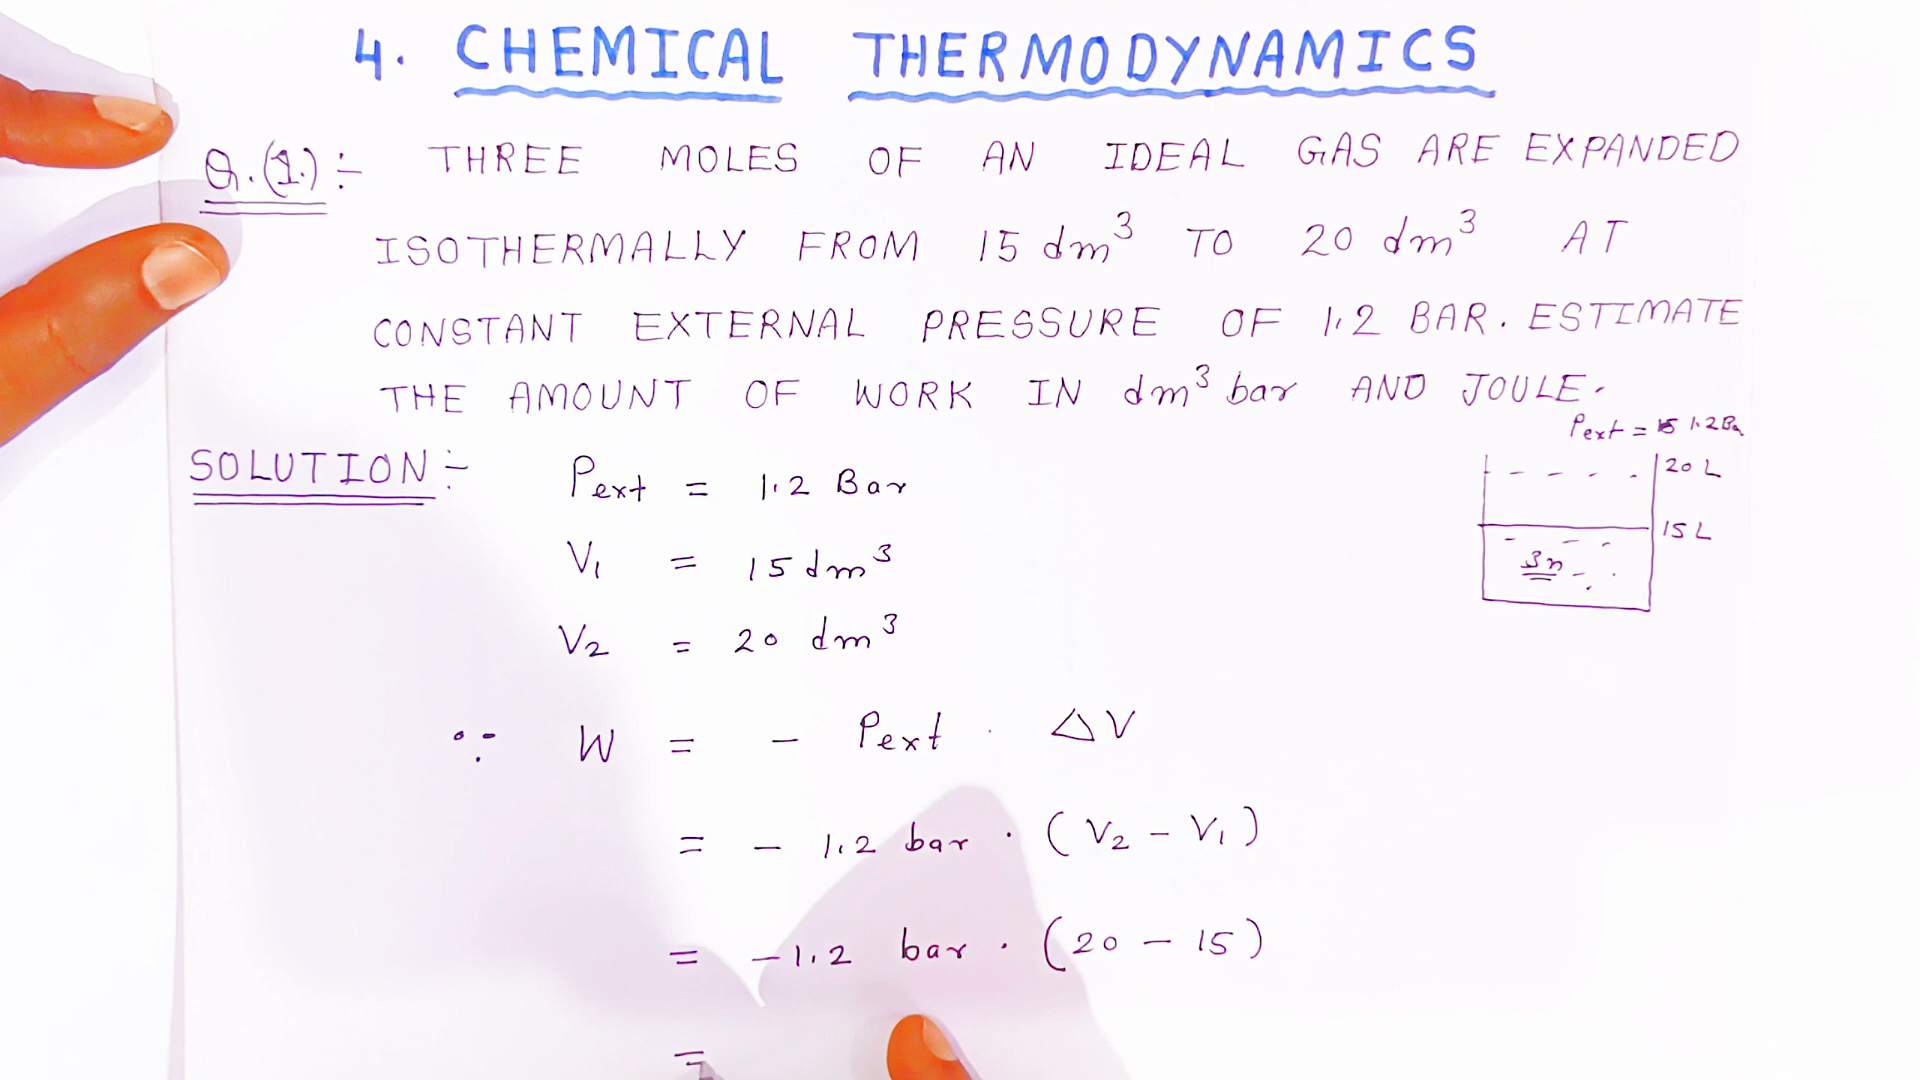 4. CHEMICAL THERMODYNAMICS
Q.(1.) :- THREE MOLES OF AN IDEAL GAS ARE EXPANDED
ISOTHERMALLY FROM 15 dm³ TO 20 dm³ AT
CONSTANT EXTERNAL PRESSURE OF 1.2 BAR. ESTIMATE
THE AMOUNT OF WORK IN dm³ bar AND JOULE.
Pext = 1.2 Ba
20 L
15 L
3n
SOLUTION :- Pext = 1.2 Bar
V1 = 15 dm³
V2 = 20 dm³
∵ W = - Pext . ΔV
= - 1.2 bar . (V2 - V1)
= -1.2 bar . (20 - 15)
=